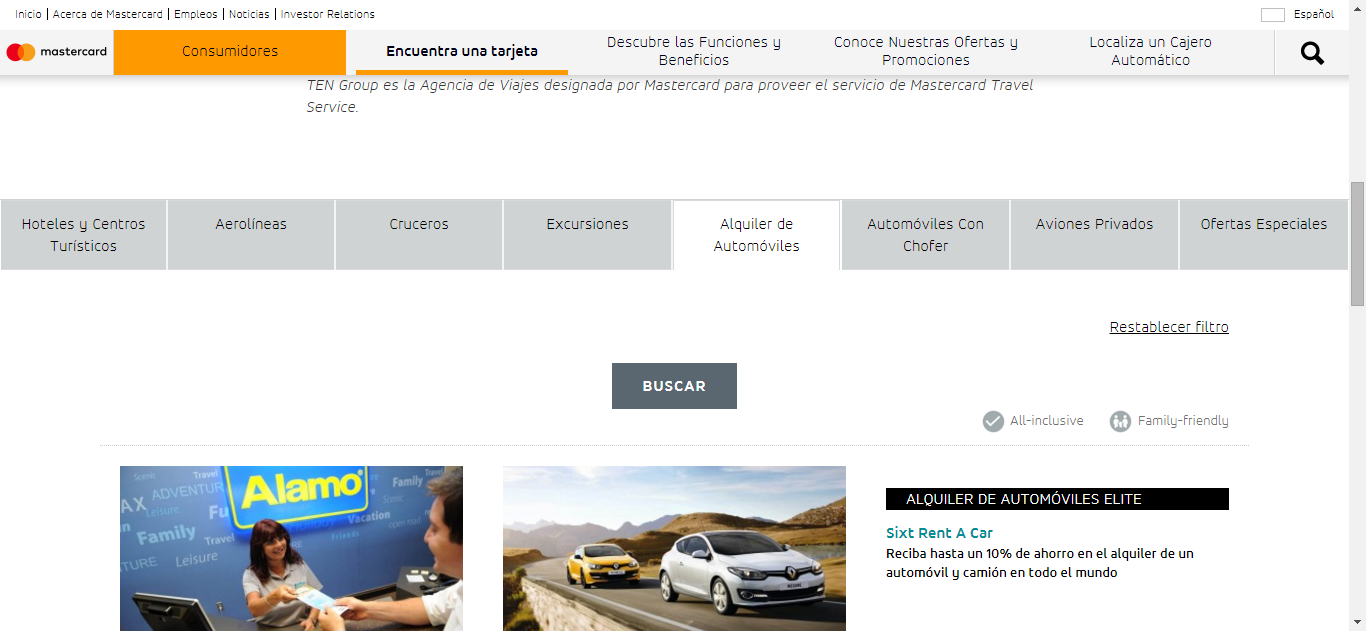 Inicio | Acerca de Mastercard | Empleos | Noticias | Investor Relations
Español
mastercard
Consumidores
Encuentra una tarjeta
Descubre las Funciones y
Beneficios
Conoce Nuestras Ofertas y
Promociones
Localiza un Cajero
Automático
TEN Group es la Agencia de Viajes designada por Mastercard para proveer el servicio de Mastercard Travel
Service.
Hoteles y Centros
Turísticos
Aerolíneas
Cruceros
Excursiones
Alquiler de
Automóviles
Automóviles Con
Chofer
Aviones Privados
Ofertas Especiales
Restablecer filtro
BUSCAR
All-inclusive
Family-friendly
Scenic
Travel
ADVENTURE
Leisure
Family
Travel
Leisure
Alamo
Family
Travel
Scenic
Vacation
Friends
ALQUILER DE AUTOMÓVILES ELITE
Sixt Rent A Car
Reciba hasta un 10% de ahorro en el alquiler de un
automóvil y camión en todo el mundo